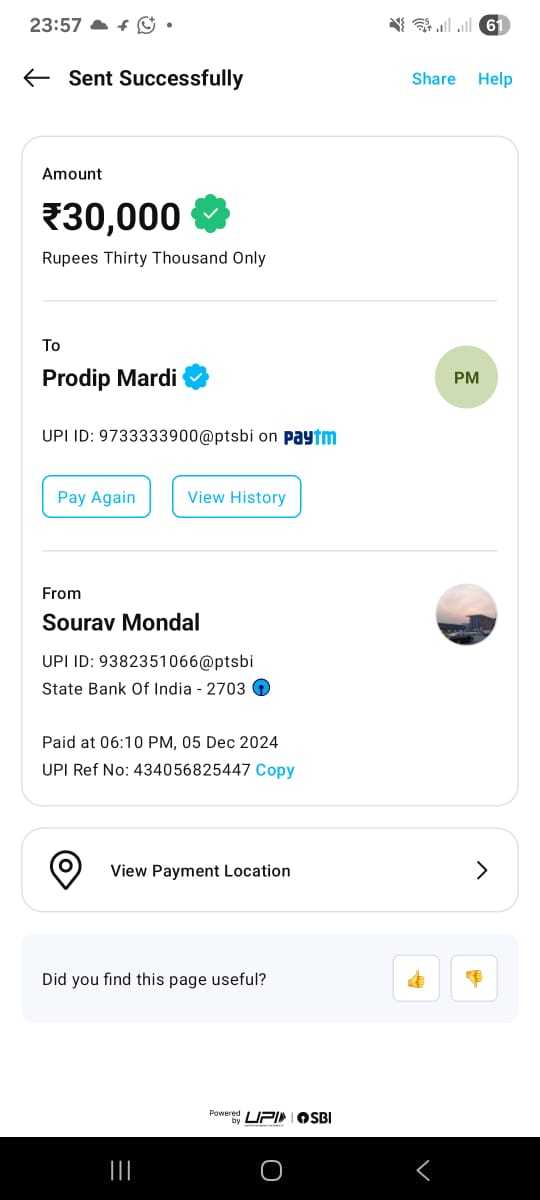 23:57
61
Sent Successfully Share Help
Amount
₹30,000
Rupees Thirty Thousand Only
To
Prodip Mardi
PM
UPI ID: 9733333900@ptsbi on paytm
Pay Again View History
From
Sourav Mondal
UPI ID: 9382351066@ptsbi
State Bank Of India - 2703
Paid at 06:10 PM, 05 Dec 2024
UPI Ref No: 434056825447 Copy
View Payment Location
Did you find this page useful?
Powered by UPI | SBI